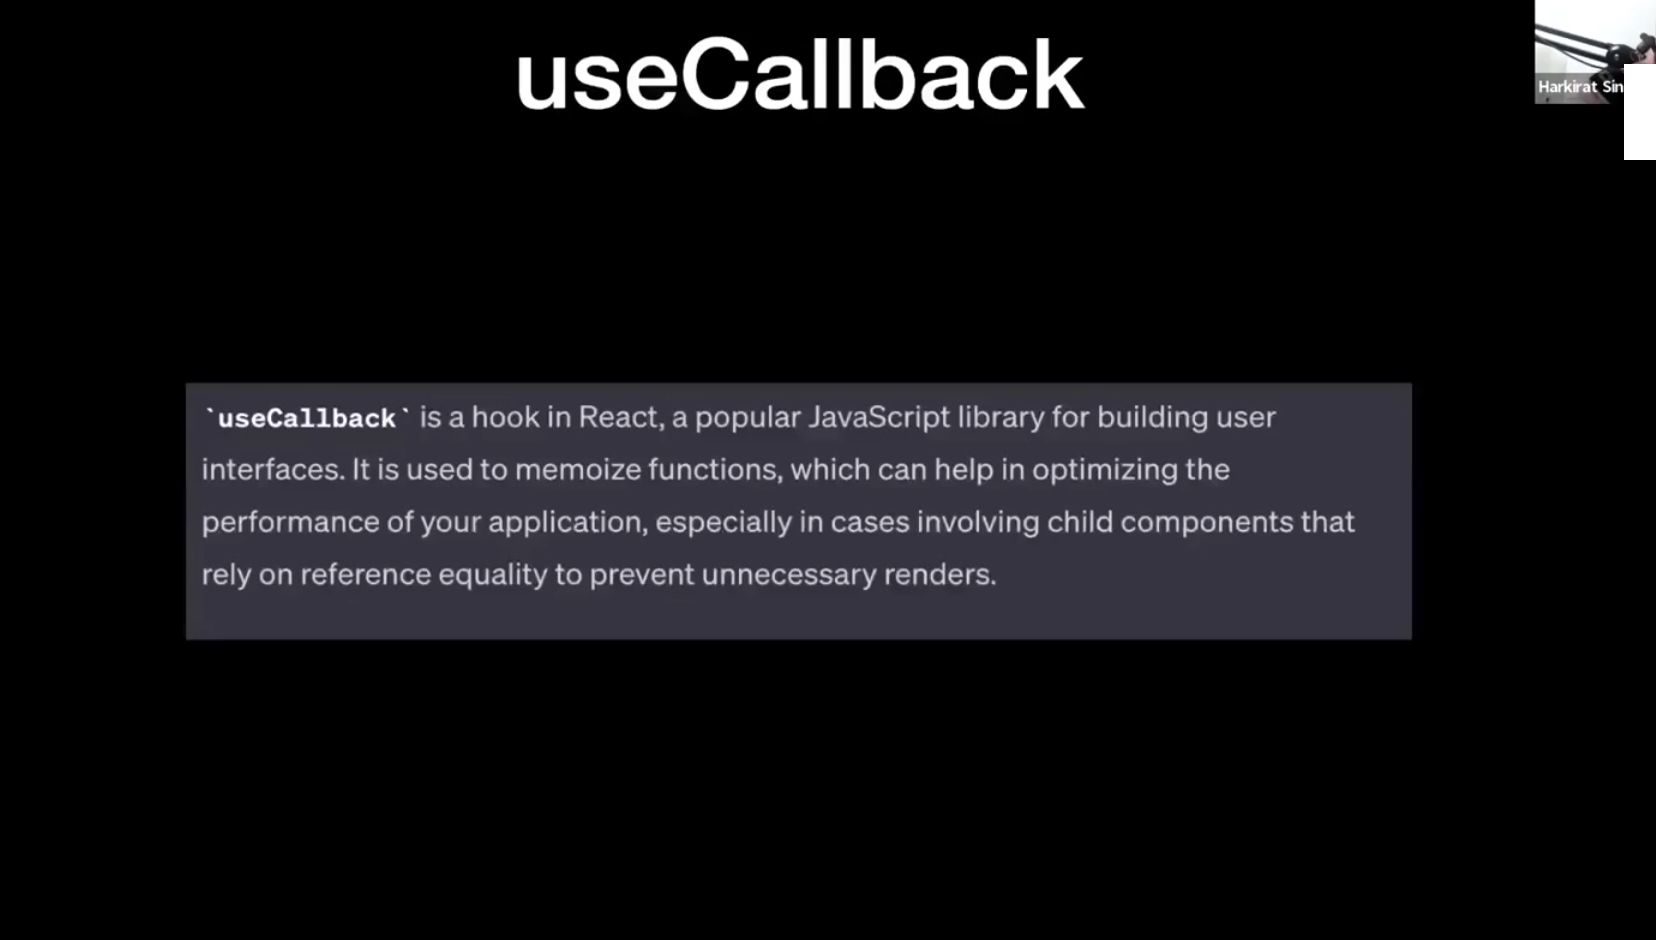 useCallback
Harkirat Sin
`useCallback` is a hook in React, a popular JavaScript library for building user
interfaces. It is used to memoize functions, which can help in optimizing the
performance of your application, especially in cases involving child components that
rely on reference equality to prevent unnecessary renders.